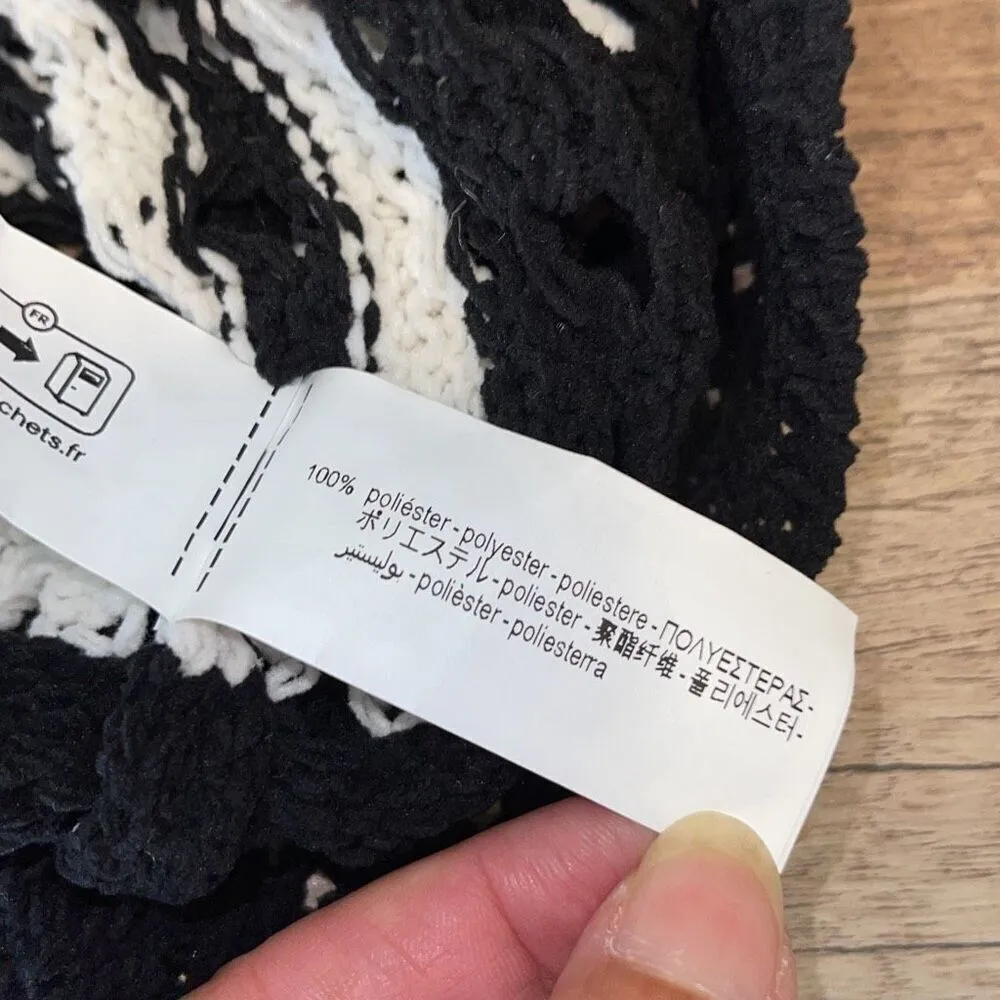 FR
chets.fr
100% poliéster-polyester-poliestere-ΠΟΛΥΕΣΤΕΡΑΣ-
ポリエステル-poliester-聚酯纤维-폴리에스터-
بوليستير-polièster-poliesterra